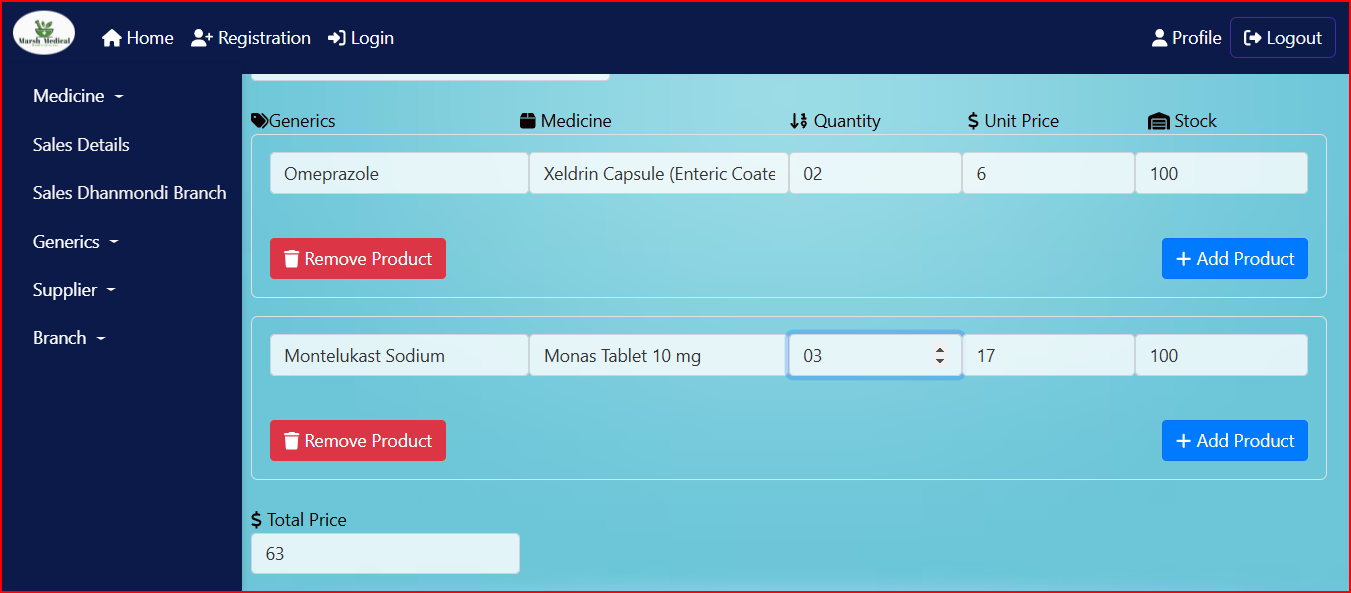 Marsh Medical
Home Registration Login Profile Logout
Medicine
Sales Details
Sales Dhanmondi Branch
Generics
Supplier
Branch
Generics Medicine Quantity $ Unit Price Stock
Omeprazole Xeldrin Capsule (Enteric Coate 02 6 100
Remove Product + Add Product
Montelukast Sodium Monas Tablet 10 mg 03 17 100
Remove Product + Add Product
$ Total Price
63